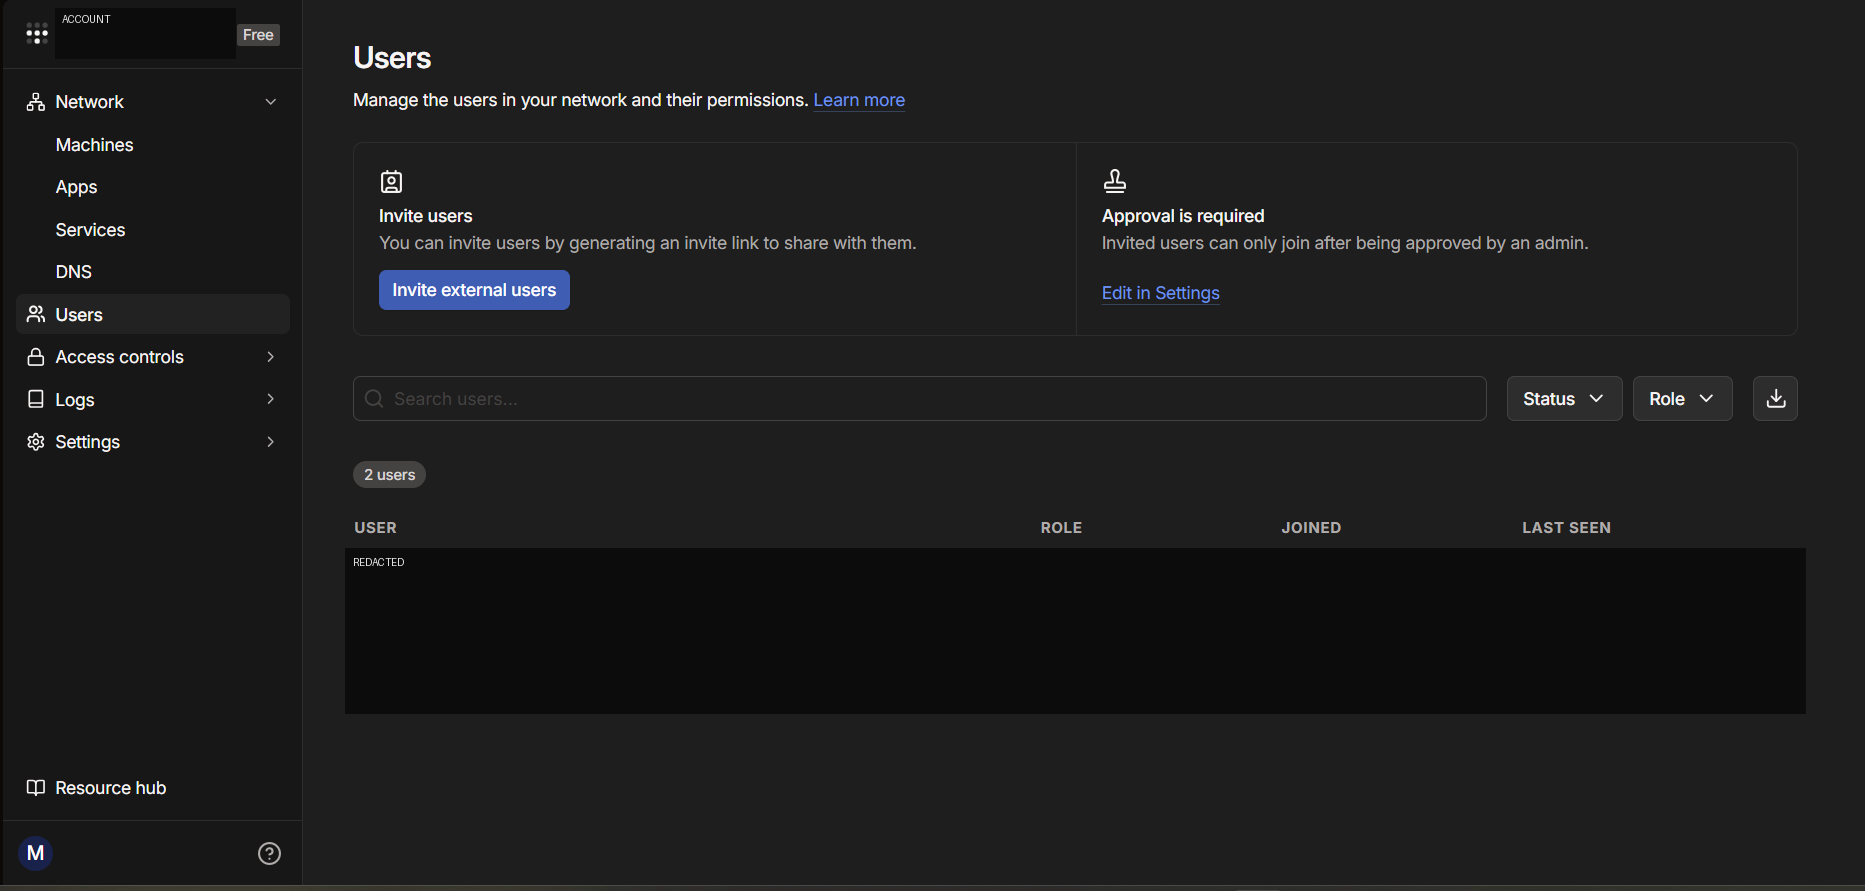 ACCOUNT
Free
Network
Machines
Apps
Services
DNS
Users
Access controls
Logs
Settings
Resource hub
M
Users
Manage the users in your network and their permissions. Learn more
Invite users
You can invite users by generating an invite link to share with them.
Invite external users
Approval is required
Invited users can only join after being approved by an admin.
Edit in Settings
Search users...
Status
Role
2 users
USER ROLE JOINED LAST SEEN
REDACTED